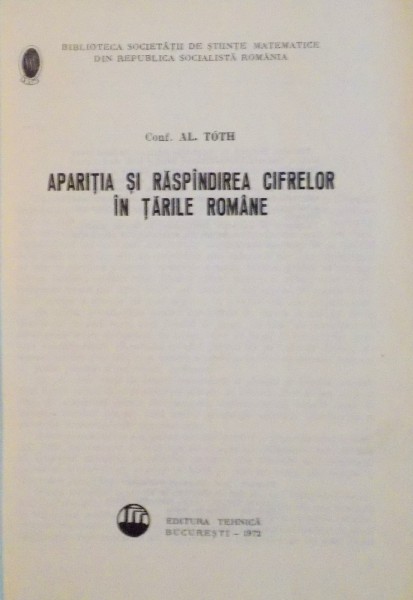 BIBLIOTECA SOCIETĂȚII DE ȘTIINȚE MATEMATICE
DIN REPUBLICA SOCIALISTĂ ROMÂNIA
Conf. AL. TÓTH
APARIȚIA ȘI RĂSPÎNDIREA CIFRELOR
ÎN ȚĂRILE ROMÂNE
EDITURA TEHNICĂ
BUCUREȘTI – 1972